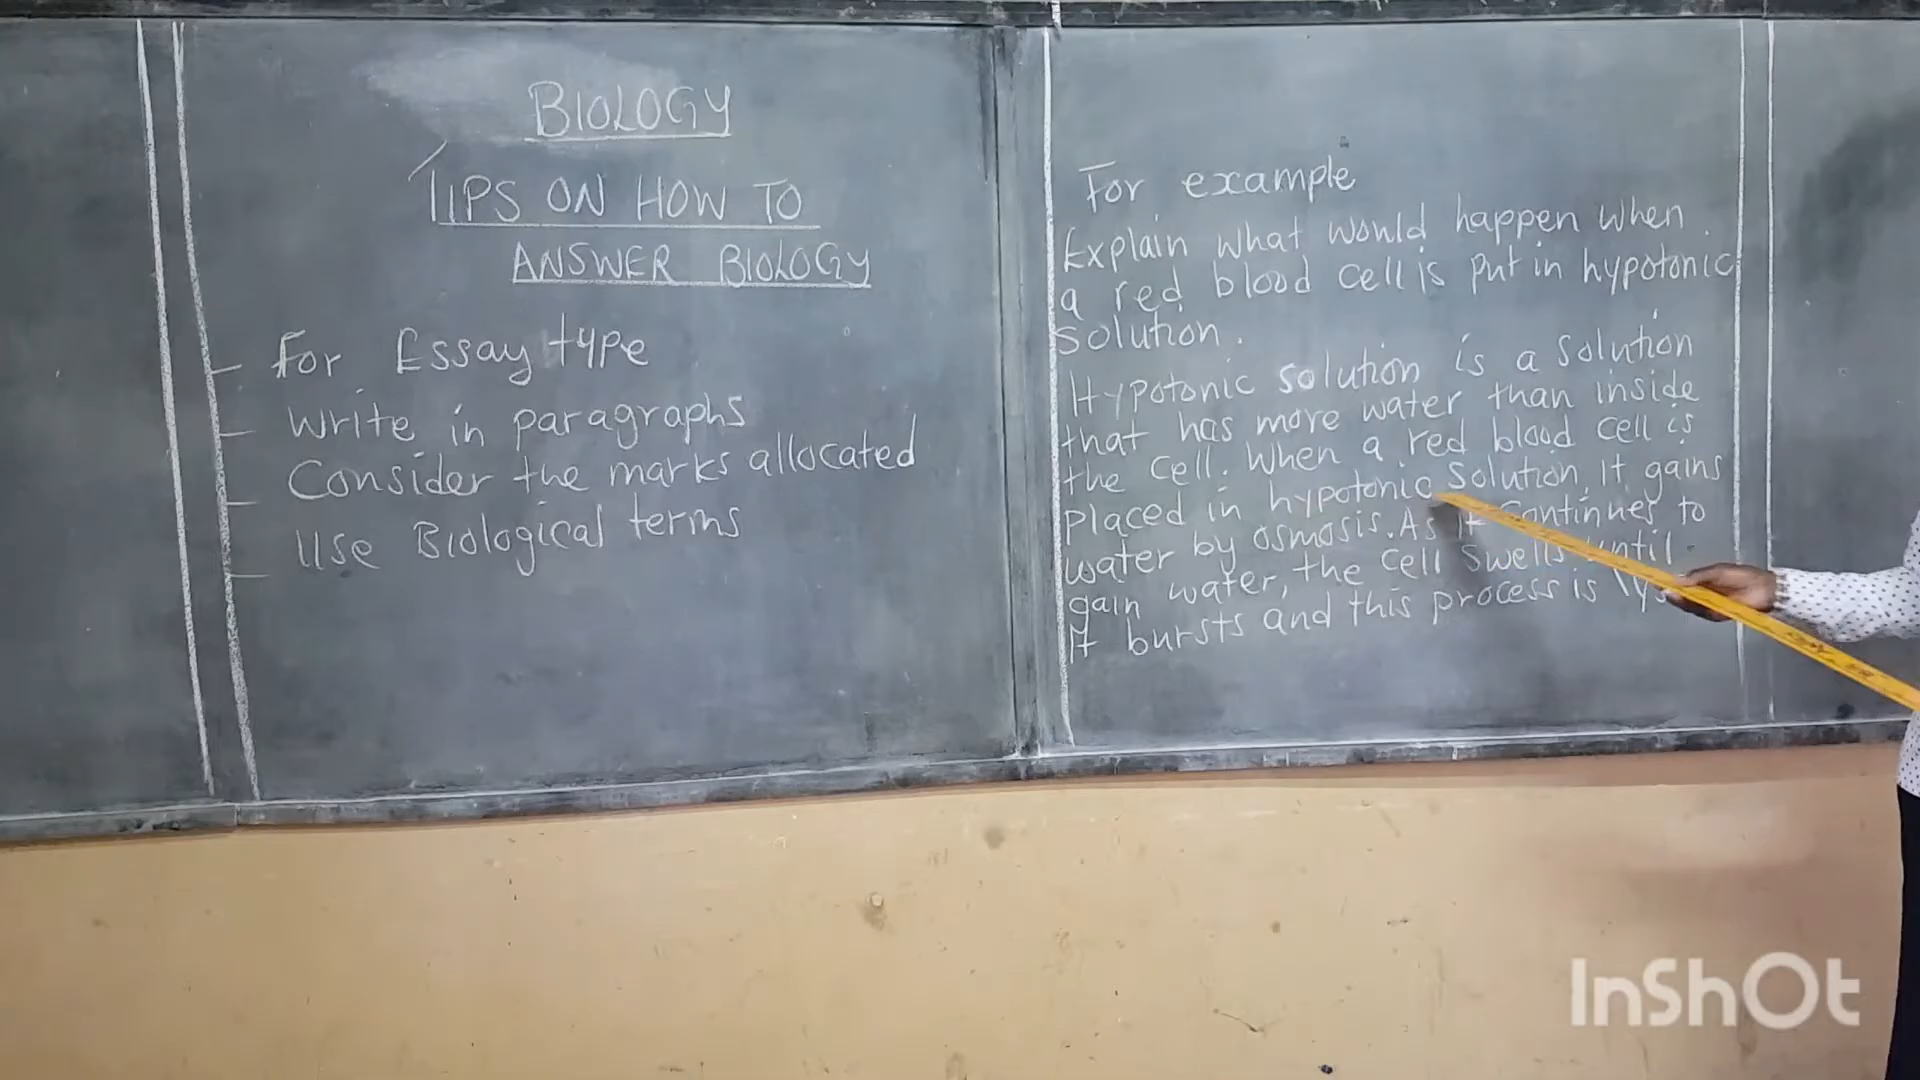 BIOLOGY
TIPS ON HOW TO
ANSWER BIOLOGY
- For Essay type
- Write in paragraphs
- Consider the marks allocated
- Use Biological terms
For example
Explain what would happen when
a red blood cell is put in hypotonic
solution.
Hypotonic solution is a solution
that has more water than inside
the cell. When a red blood cell is
placed in hypotonic solution, it gains
water by osmosis. As it continues to
gain water, the cell swells until
it bursts and this process is
InShOt